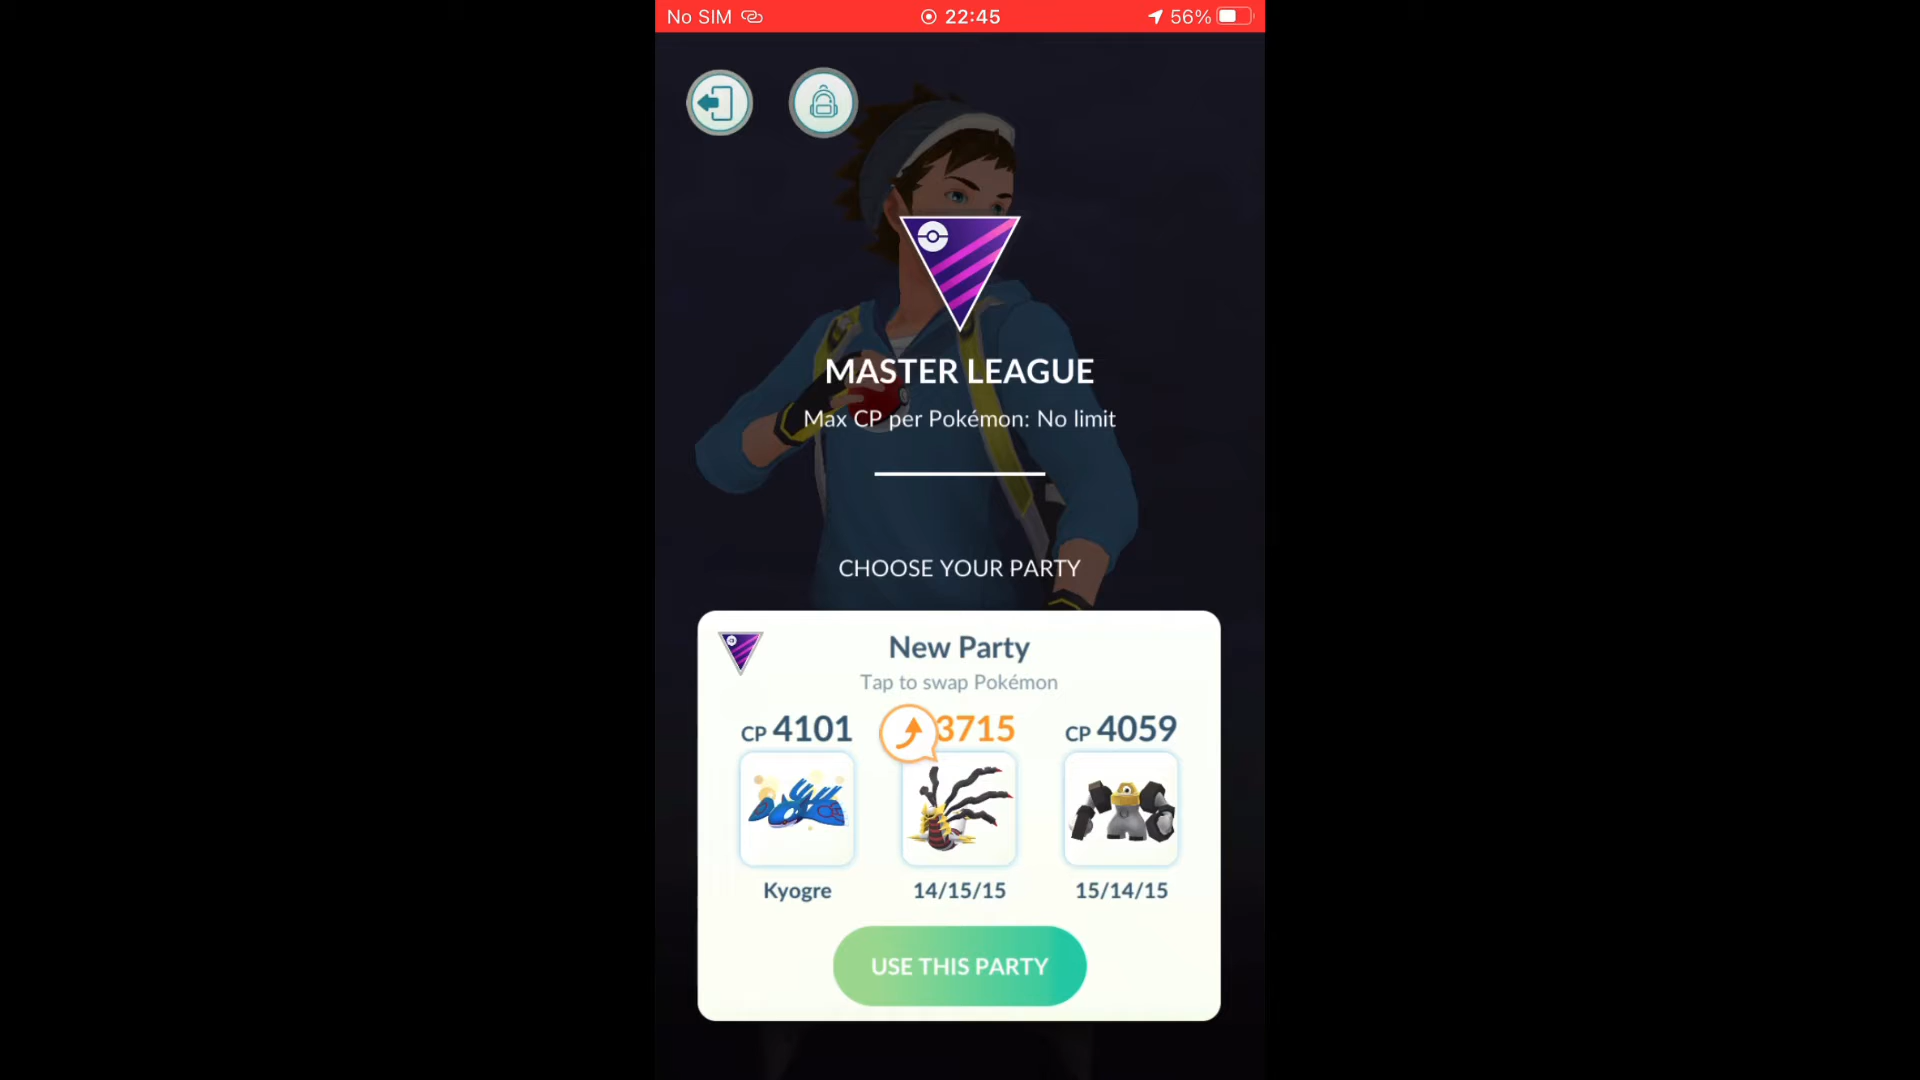 No SIM 22:45 56%
MASTER LEAGUE
Max CP per Pokémon: No limit
CHOOSE YOUR PARTY
New Party
Tap to swap Pokémon
CP 4101 3715 CP 4059
Kyogre 14/15/15 15/14/15
USE THIS PARTY